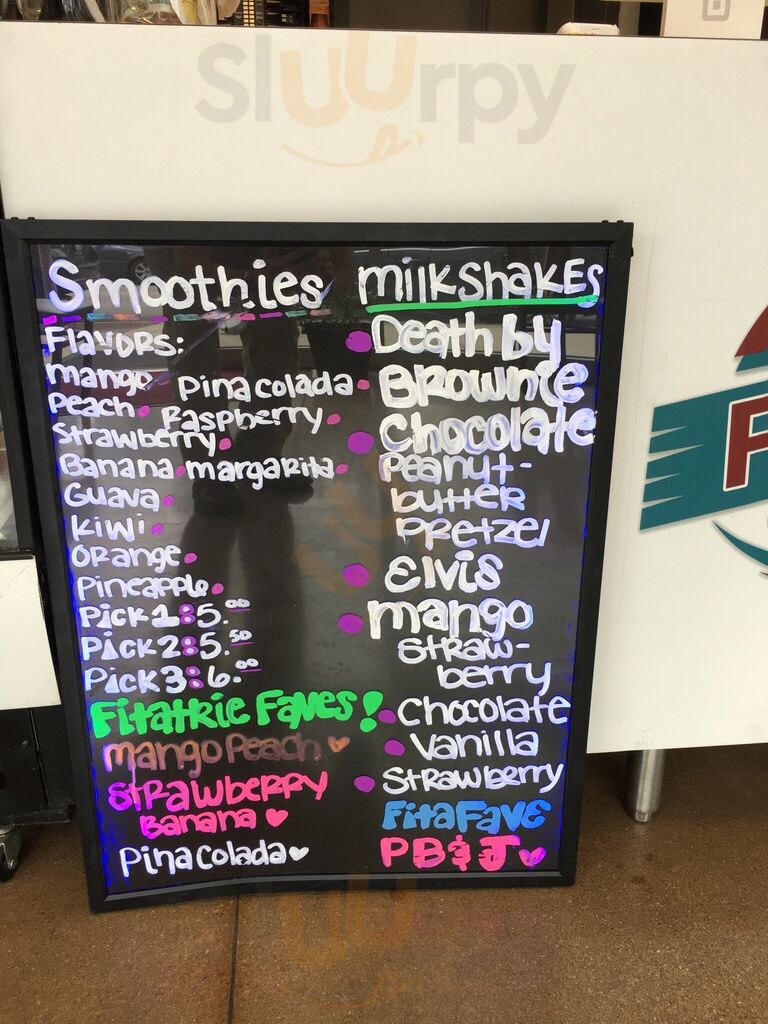 Sluurpy
Smoothies
Flavors:
mango Pina colada
Peach Raspberry
Strawberry
Banana margarita
Guava
Kiwi
Orange
Pineapple
Pick 1: 5.00
Pick 2: 5.50
Pick 3: 6.00
Fitatrie Faves!
Mango Peach
Strawberry
Banana
Pina colada
milkshakes
Death by
Brownie
Chocolate
Peanut-
butter
Pretzel
Elvis
mango
Straw-
berry
Chocolate
Vanilla
Strawberry
FitaFave
PB&J
F